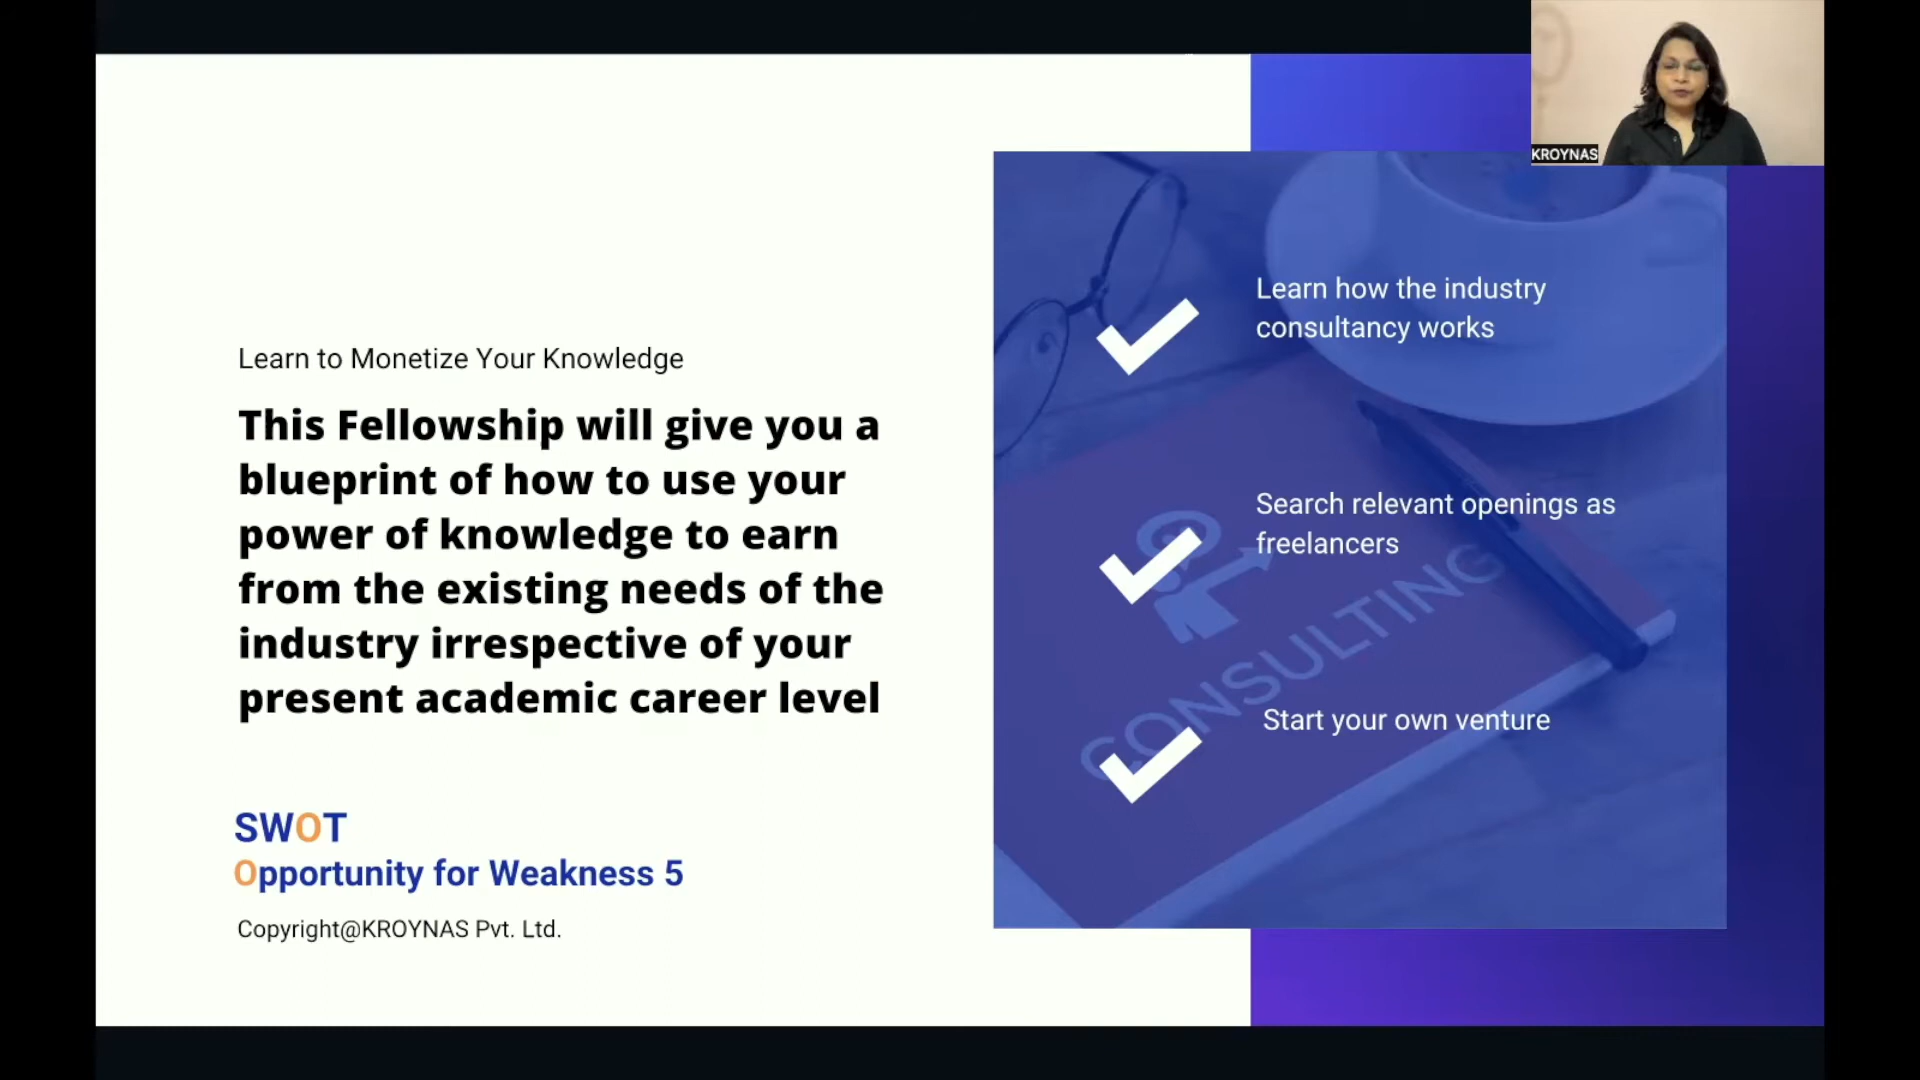 KROYNAS
Learn to Monetize Your Knowledge
This Fellowship will give you a
blueprint of how to use your
power of knowledge to earn
from the existing needs of the
industry irrespective of your
present academic career level
SWOT
Opportunity for Weakness 5
Copyright@KROYNAS Pvt. Ltd.
Learn how the industry
consultancy works
Search relevant openings as
freelancers
CONSULTING
Start your own venture